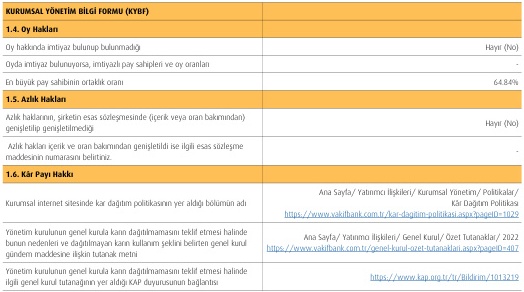 KURUMSAL YÖNETİM BİLGİ FORMU (KYBF)
1.4. Oy Hakları
Oy hakkında imtiyaz bulunup bulunmadığı
Hayır (No)
Oyda imtiyaz bulunuyorsa, imtiyazlı pay sahipleri ve oy oranları
-
En büyük pay sahibinin ortaklık oranı
64.84%
1.5. Azlık Hakları
Azlık haklarının, şirketin esas sözleşmesinde (içerik veya oran bakımından)
genişletilip genişletilmediği
Hayır (No)
Azlık hakları içerik ve oran bakımından genişletildi ise ilgili esas sözleşme
maddesinin numarasını belirtiniz.
-
1.6. Kâr Payı Hakkı
Kurumsal internet sitesinde kar dağıtım politikasının yer aldığı bölümün adı
Ana Sayfa/ Yatırımcı İlişkileri/ Kurumsal Yönetim/ Politikalar/
Kâr Dağıtım Politikası
https://www.vakifbank.com.tr/kar-dagitim-politikasi.aspx?pageID=1029
Yönetim kurulunun genel kurula karın dağıtılmamasını teklif etmesi halinde
bunun nedenleri ve dağıtılmayan karın kullanım şeklini belirten genel kurul
gündem maddesine ilişkin tutanak metni
Ana Sayfa/ Yatırımcı İlişkileri/ Genel Kurul/ Özet Tutanaklar/ 2022
https://www.vakifbank.com.tr/genel-kurul-ozet-tutanaklari.aspx?pageID=407
Yönetim kurulunun genel kurula karın dağıtılmamasını teklif etmesi halinde
ilgili genel kurul tutanağının yer aldığı KAP duyurusunun bağlantısı
https://www.kap.org.tr/tr/Bildirim/1013219